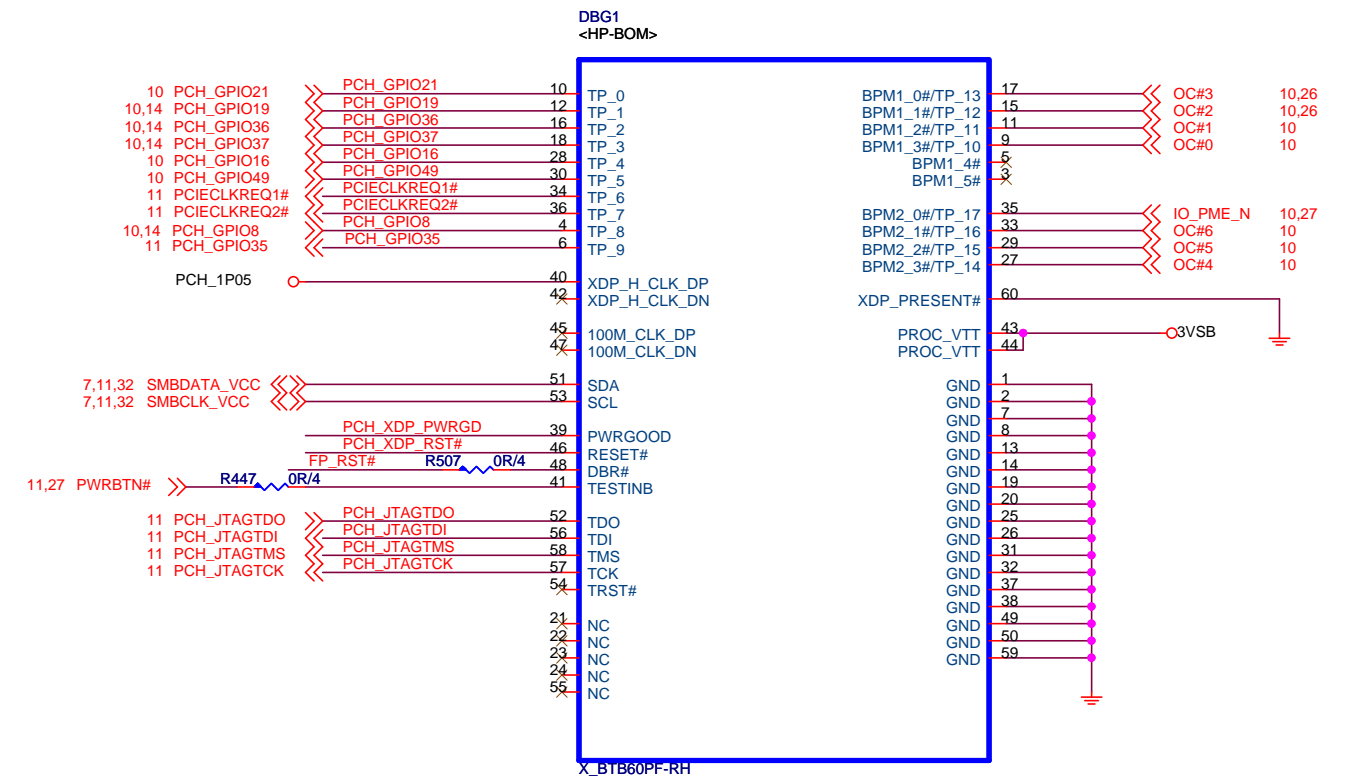 DBG1
<HP-BOM>
10 PCH_GPIO21 PCH_GPIO21 10 TP_0 BPM1_0#/TP_13 17 OC#3 10,26
10,14 PCH_GPIO19 PCH_GPIO19 12 TP_1 BPM1_1#/TP_12 15 OC#2 10,26
10,14 PCH_GPIO36 PCH_GPIO36 16 TP_2 BPM1_2#/TP_11 11 OC#1 10
10,14 PCH_GPIO37 PCH_GPIO37 18 TP_3 BPM1_3#/TP_10 9 OC#0 10
10 PCH_GPIO16 PCH_GPIO16 28 TP_4 BPM1_4# 5
10 PCH_GPIO49 PCH_GPIO49 30 TP_5 BPM1_5# 3
11 PCIECLKREQ1# PCIECLKREQ1# 34 TP_6
11 PCIECLKREQ2# PCIECLKREQ2# 36 TP_7 BPM2_0#/TP_17 35 IO_PME_N 10,27
10,14 PCH_GPIO8 PCH_GPIO8 4 TP_8 BPM2_1#/TP_16 33 OC#6 10
11 PCH_GPIO35 PCH_GPIO35 6 TP_9 BPM2_2#/TP_15 29 OC#5 10
BPM2_3#/TP_14 27 OC#4 10
PCH_1P05 40 XDP_H_CLK_DP
42 XDP_H_CLK_DN XDP_PRESENT# 60
45 100M_CLK_DP PROC_VTT 43 3VSB
47 100M_CLK_DN PROC_VTT 44
7,11,32 SMBDATA_VCC 51 SDA GND 1
7,11,32 SMBCLK_VCC 53 SCL GND 2
GND 7
PCH_XDP_PWRGD 39 PWRGOOD GND 8
PCH_XDP_RST# 46 RESET# GND 13
FP_RST# R507 0R/4 48 DBR# GND 14
11,27 PWRBTN# R447 0R/4 41 TESTINB GND 19
GND 20
11 PCH_JTAGTDO PCH_JTAGTDO 52 TDO GND 25
11 PCH_JTAGTDI PCH_JTAGTDI 56 TDI GND 26
11 PCH_JTAGTMS PCH_JTAGTMS 58 TMS GND 31
11 PCH_JTAGTCK PCH_JTAGTCK 57 TCK GND 32
54 TRST# GND 37
GND 38
21 NC GND 49
22 NC GND 50
23 NC GND 59
24 NC
55 NC
X_BTB60PF-RH